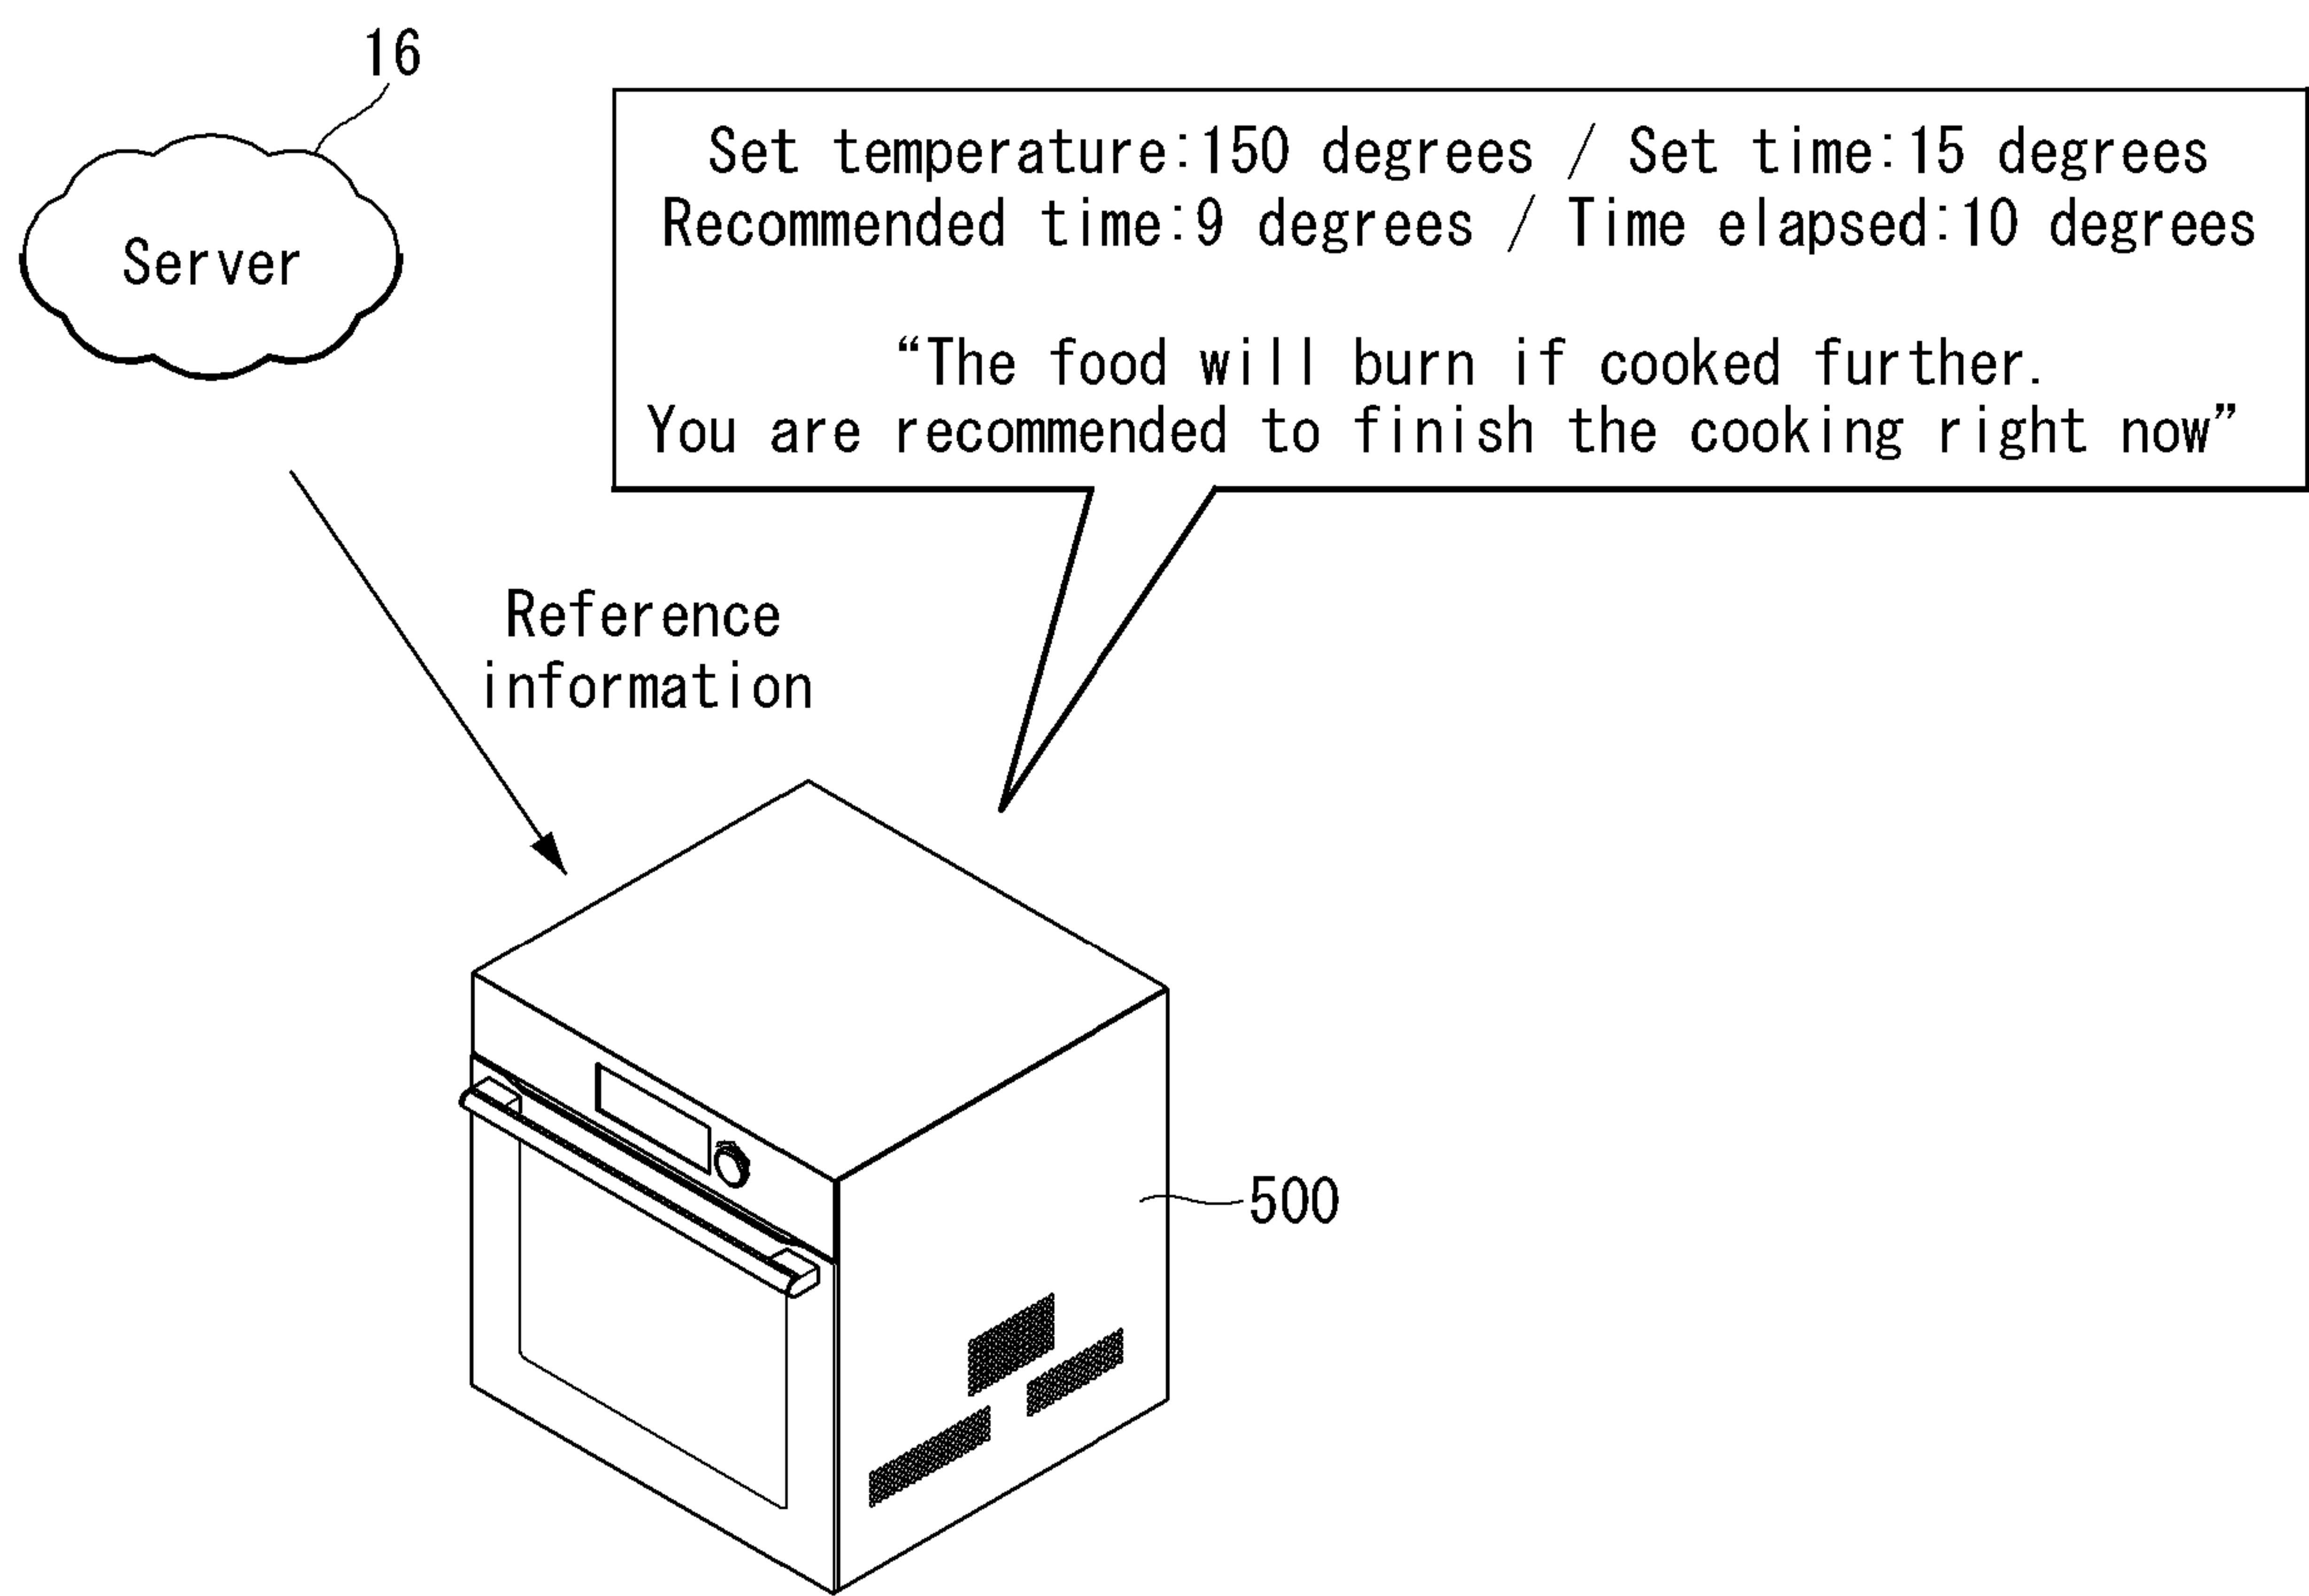 16
Server
Set temperature:150 degrees / Set time:15 degrees
Recommended time:9 degrees / Time elapsed:10 degrees
“The food will burn if cooked further.
You are recommended to finish the cooking right now”
Reference
information
500